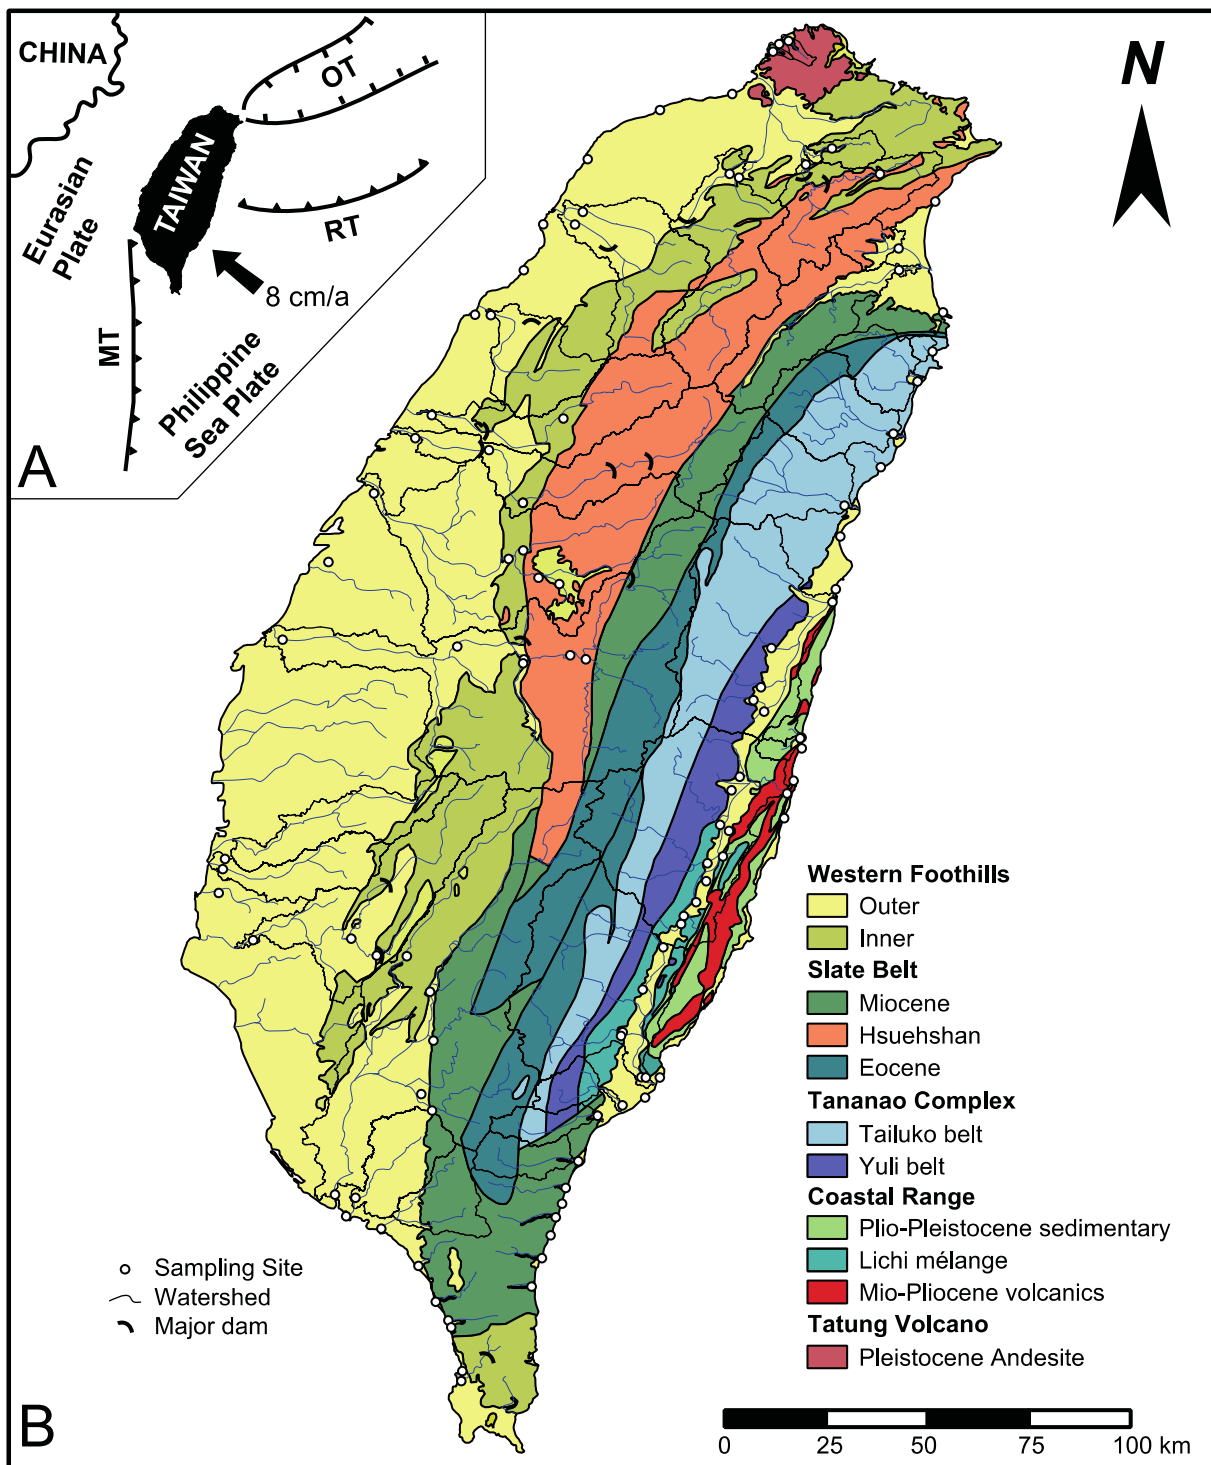 CHINA
OT
TAIWAN
Eurasian
Plate
RT
8 cm/a
MT
Philippine
Sea Plate
A
N
Western Foothills
Outer
Inner
Slate Belt
Miocene
Hsuehshan
Eocene
Tananao Complex
Tailuko belt
Yuli belt
Coastal Range
Plio-Pleistocene sedimentary
Lichi mélange
Mio-Pliocene volcanics
Tatung Volcano
Pleistocene Andesite
Sampling Site
Watershed
Major dam
B
0 25 50 75 100 km